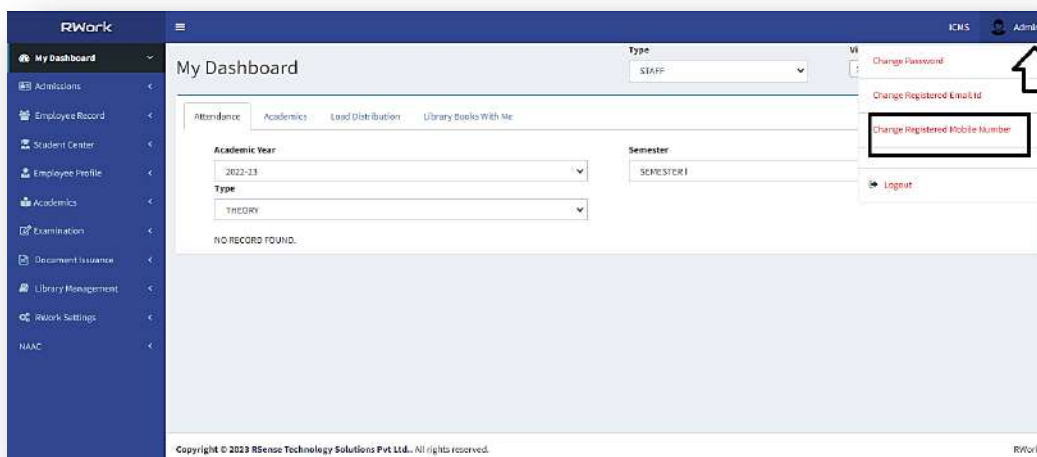 RWork
ICMS
Admi
My Dashboard
Admissions
Employee Record
Student Center
Employee Profile
Academics
Examination
Document Issuance
Library Management
RWork Settings
NAAC
My Dashboard
Type
STAFF
Vi
Change Password
Change Registered Email Id
Change Registered Mobile Number
Logout
Attendance Academics Load Distribution Library Books With Me
Academic Year
2022-23
Semester
SEMESTER I
Type
THEORY
NO RECORD FOUND.
Copyright © 2023 RSense Technology Solutions Pvt Ltd.. All rights reserved.
RWork